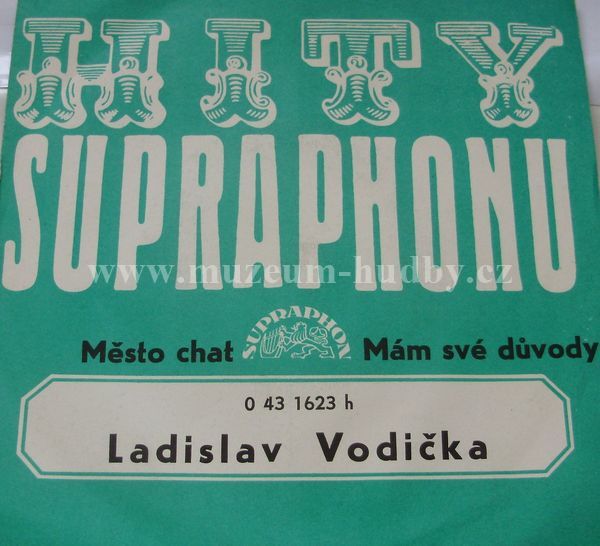 HITY
SUPRAPHONU
www.muzeum-hudby.cz
Město chat SUPRAPHON Mám své důvody
0 43 1623 h
Ladislav Vodička